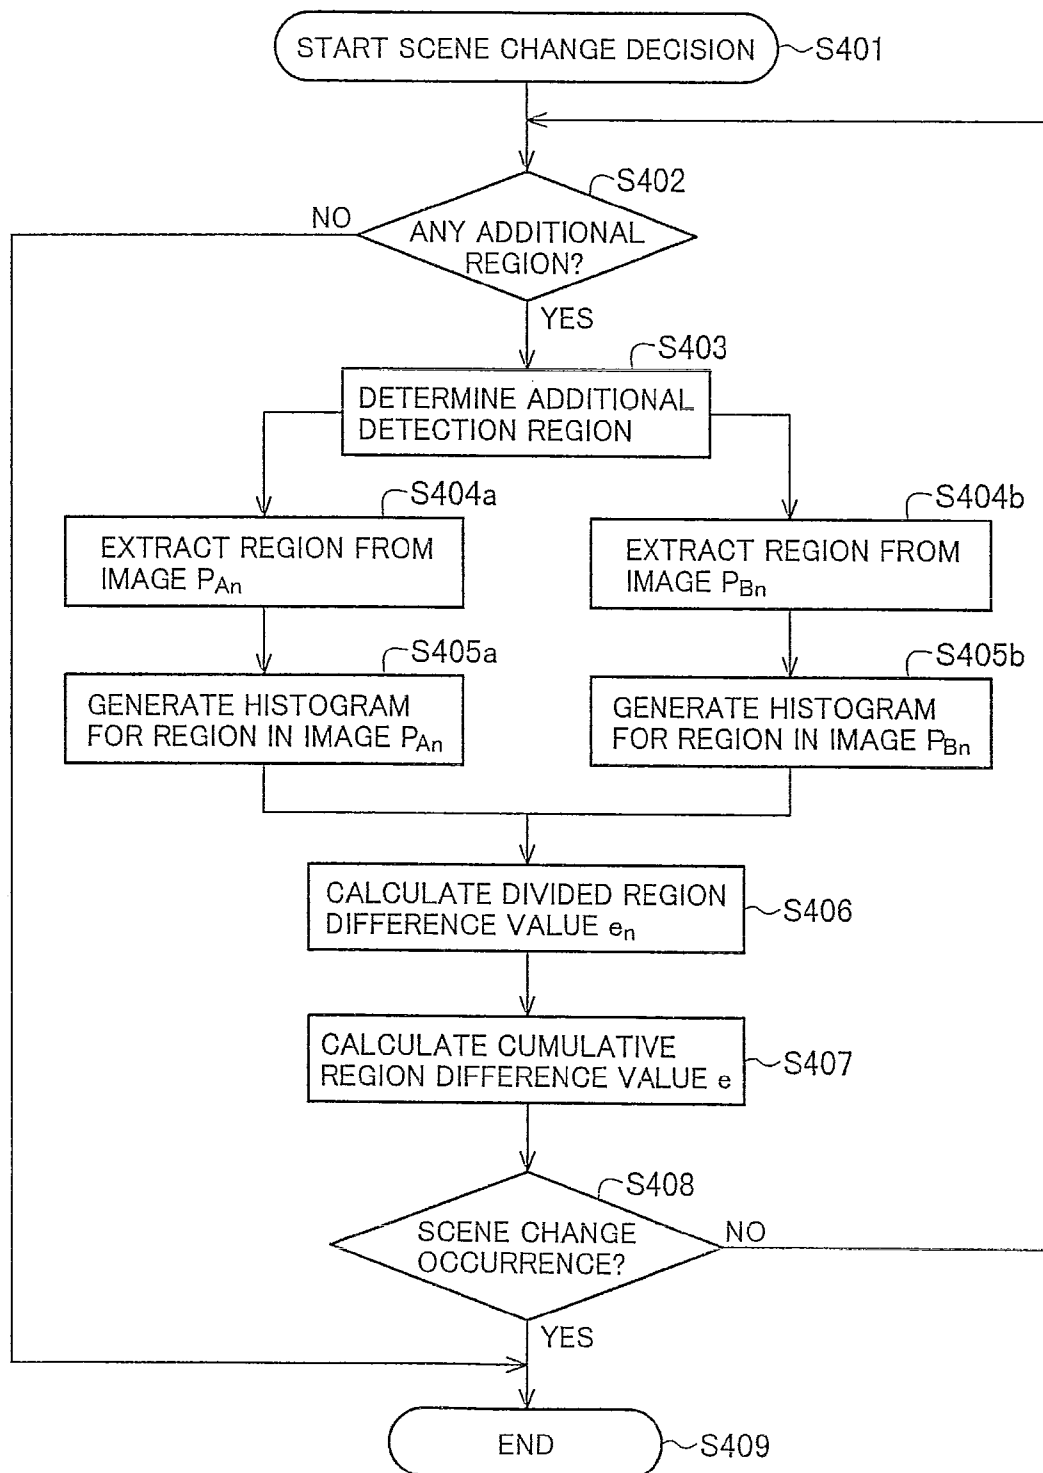 START SCENE CHANGE DECISION
S401
S402
NO
ANY ADDITIONAL
REGION?
YES
S403
DETERMINE ADDITIONAL
DETECTION REGION
S404a
EXTRACT REGION FROM
IMAGE PAn
S404b
EXTRACT REGION FROM
IMAGE PBn
S405a
GENERATE HISTOGRAM
FOR REGION IN IMAGE PAn
S405b
GENERATE HISTOGRAM
FOR REGION IN IMAGE PBn
CALCULATE DIVIDED REGION
DIFFERENCE VALUE en
S406
CALCULATE CUMULATIVE
REGION DIFFERENCE VALUE e
S407
S408
SCENE CHANGE
OCCURRENCE?
NO
YES
END
S409